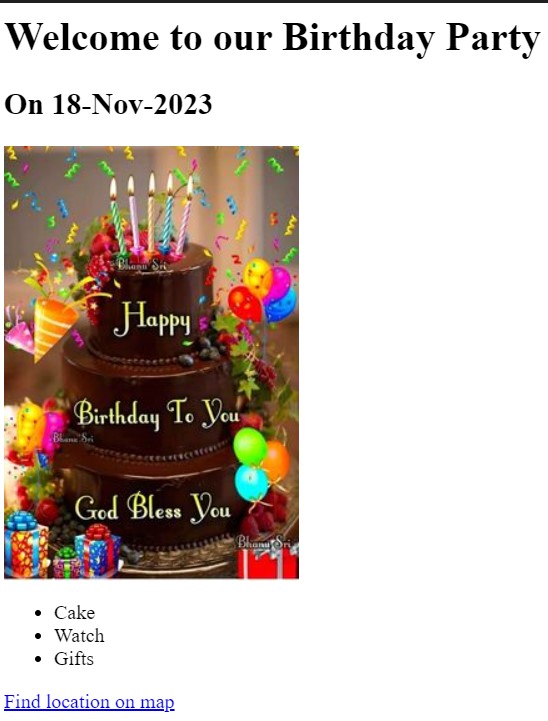 Welcome to our Birthday Party
On 18-Nov-2023
Bhanu Sri
Happy
Birthday To You
Bhanu Sri
God Bless You
Bhanu Sri
Cake
Watch
Gifts
Find location on map